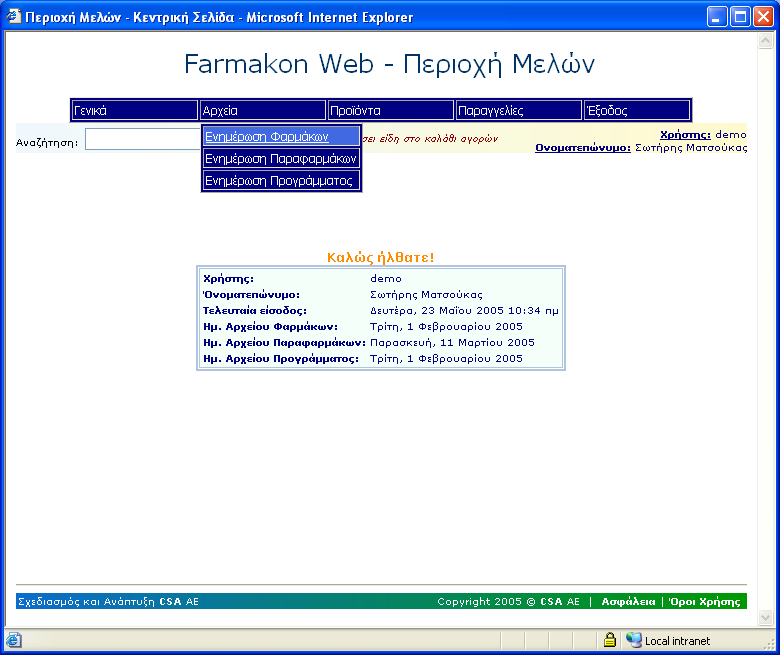 Περιοχή Μελών - Κεντρική Σελίδα - Microsoft Internet Explorer
Farmakon Web - Περιοχή Μελών
Γενικά Αρχεία Προϊόντα Παραγγελίες Έξοδος
Αναζήτηση: είδη στο καλάθι αγορών Χρήστης: demo
Ονοματεπώνυμο: Σωτήρης Ματσούκας
Ενημέρωση Φαρμάκων
Ενημέρωση Παραφαρμάκων
Ενημέρωση Προγράμματος
Καλώς ήλθατε!
Χρήστης: demo
Όνοματεπώνυμο: Σωτήρης Ματσούκας
Τελευταία είσοδος: Δευτέρα, 23 Μαΐου 2005 10:34 πμ
Ημ. Αρχείου Φαρμάκων: Τρίτη, 1 Φεβρουαρίου 2005
Ημ. Αρχείου Παραφαρμάκων: Παρασκευή, 11 Μαρτίου 2005
Ημ. Αρχείου Προγράμματος: Τρίτη, 1 Φεβρουαρίου 2005
Σχεδιασμός και Ανάπτυξη CSA AE Copyright 2005 © CSA AE | Ασφάλεια | Όροι Χρήσης
Local intranet